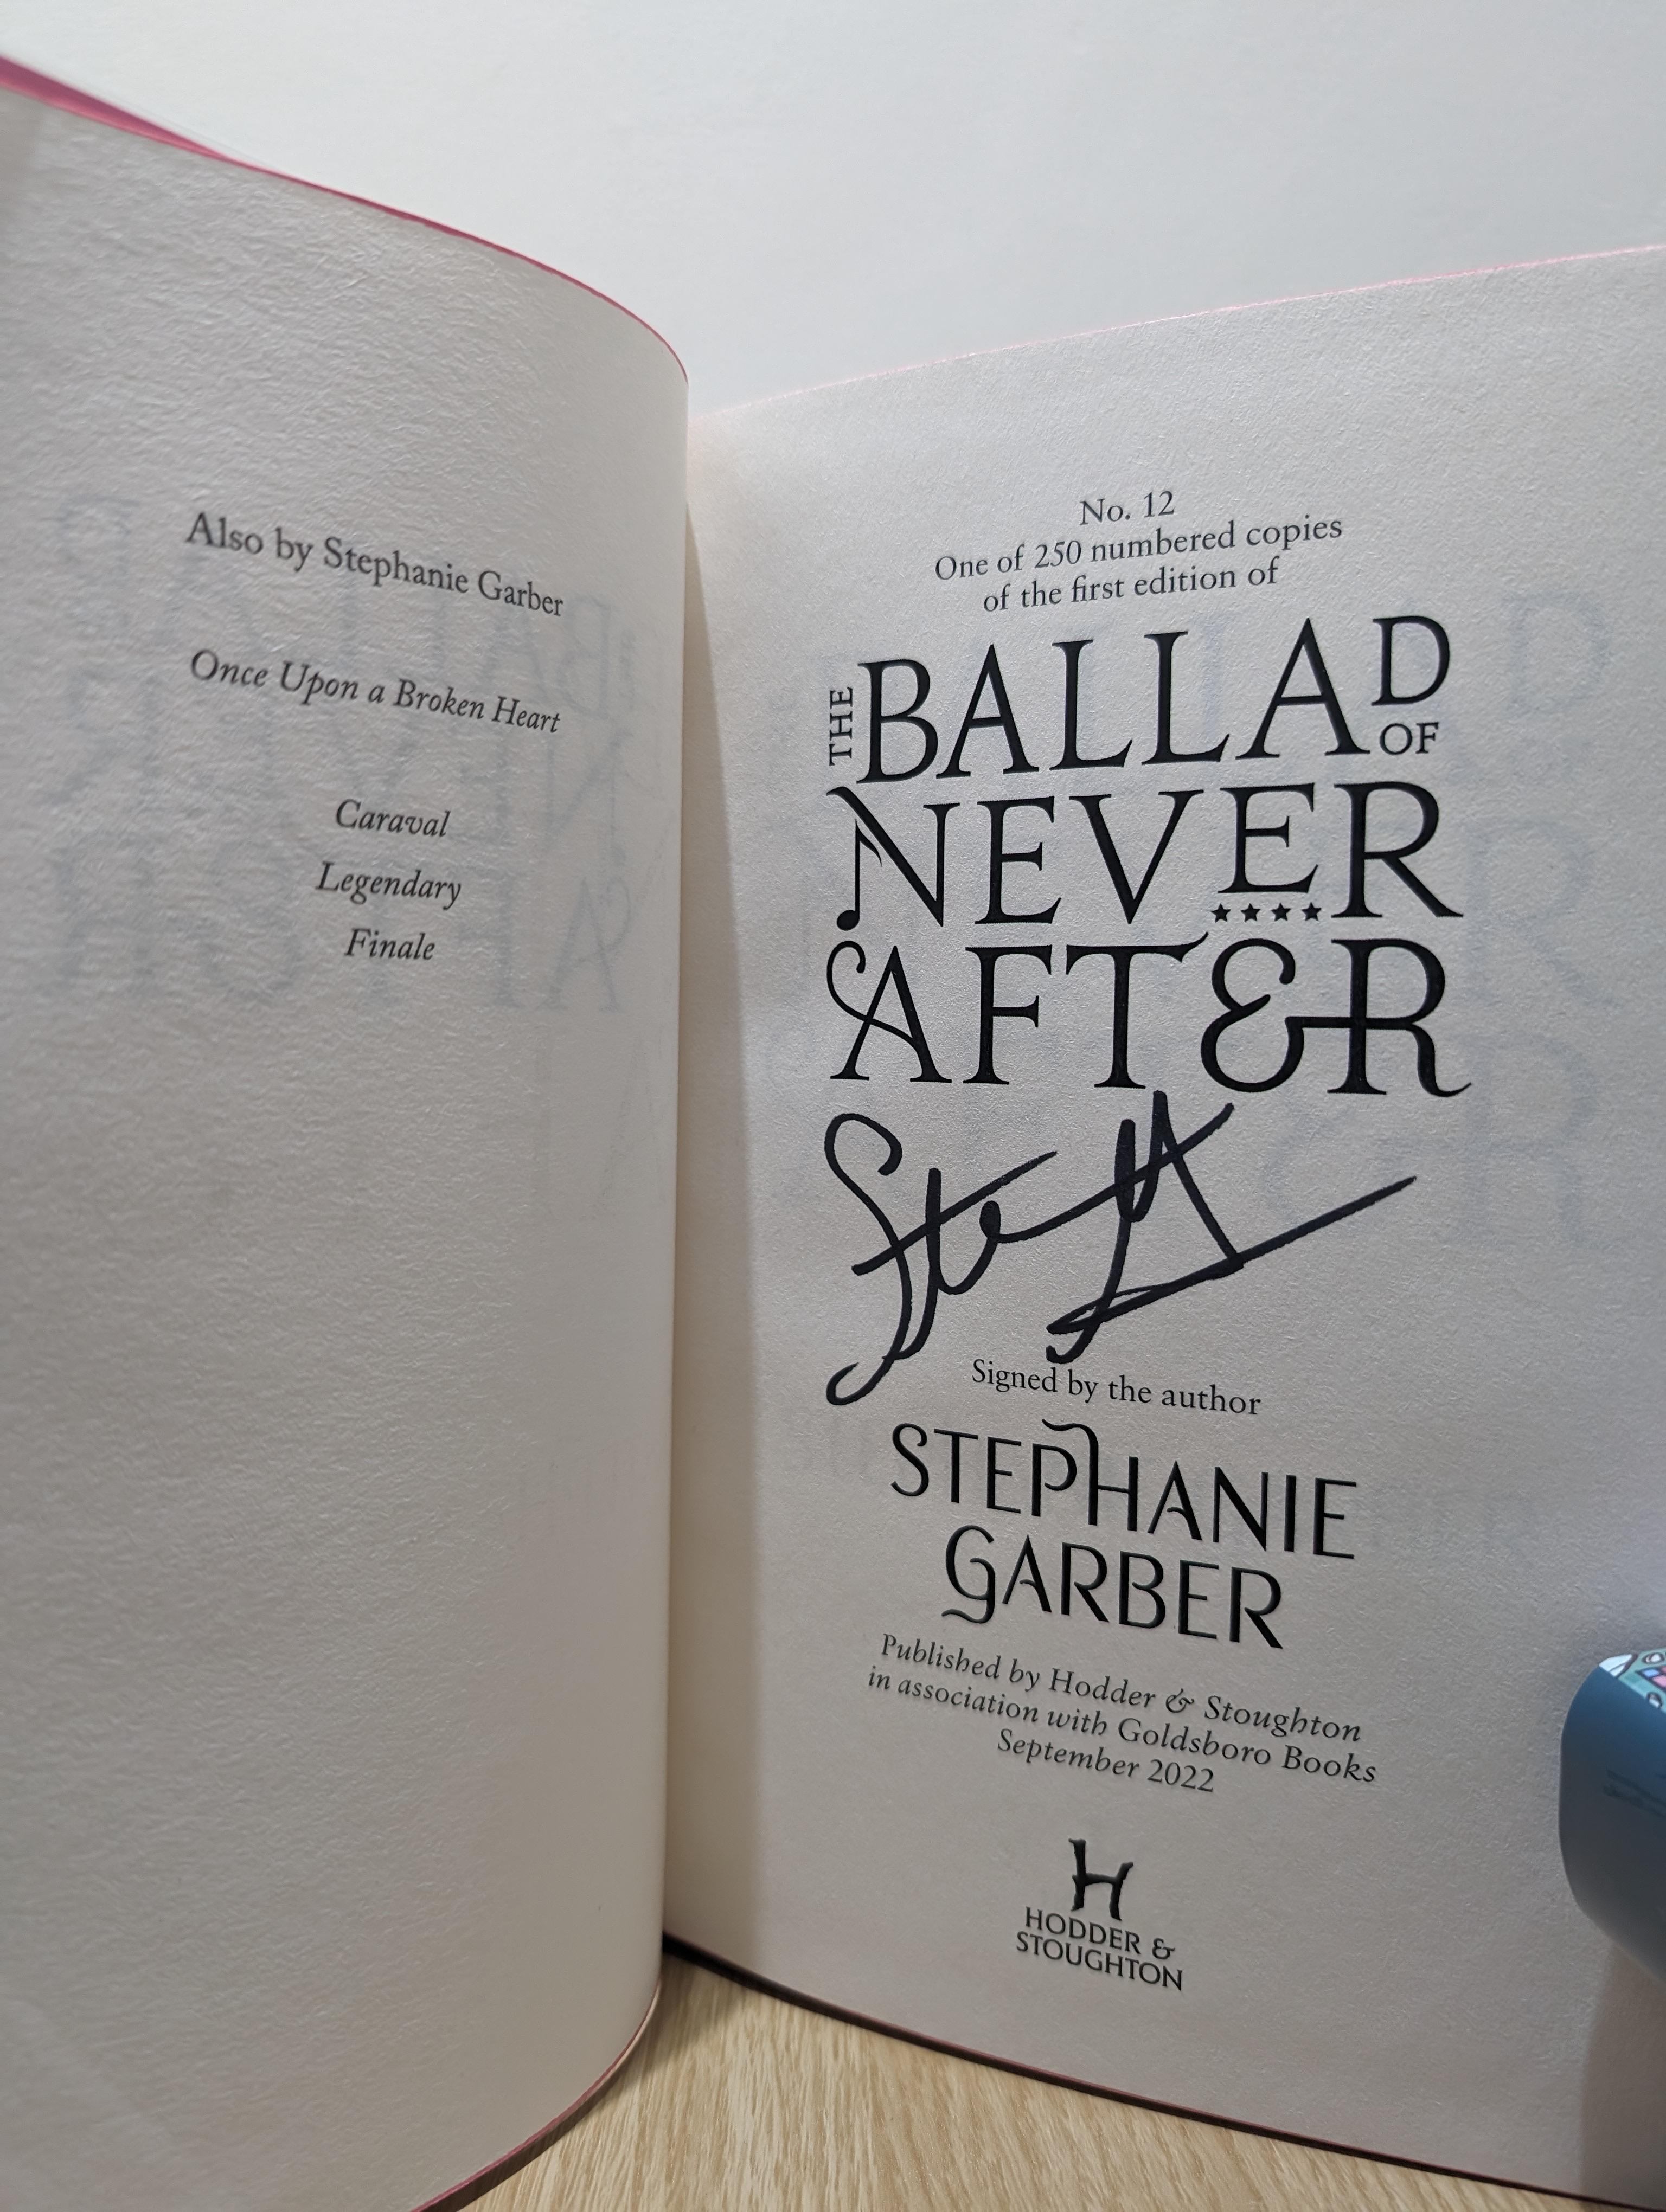 Also by Stephanie Garber
Once Upon a Broken Heart
Caraval
Legendary
Finale
No. 12
One of 250 numbered copies
of the first edition of
THE BALLAD OF
NEVER
AFTER
Signed by the author
STEPHANIE
GARBER
Published by Hodder & Stoughton
in association with Goldsboro Books
September 2022
H
HODDER &
STOUGHTON